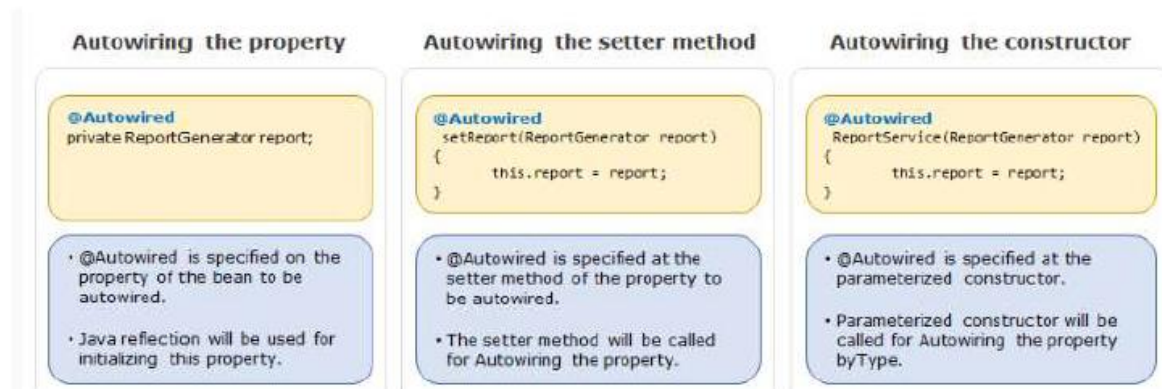 Autowiring the property
@Autowired
private ReportGenerator report;
· @Autowired is specified on the
property of the bean to be
autowired.
· Java reflection will be used for
initializing this property.
Autowiring the setter method
@Autowired
setReport(ReportGenerator report)
{
this.report = report;
}
· @Autowired is specified at the
setter method of the property to
be autowired.
· The setter method will be called
for Autowiring the property.
Autowiring the constructor
@Autowired
ReportService(ReportGenerator report)
{
this.report = report;
}
· @Autowired is specified at the
parameterized constructor.
· Parameterized constructor will be
called for Autowiring the property
byType.